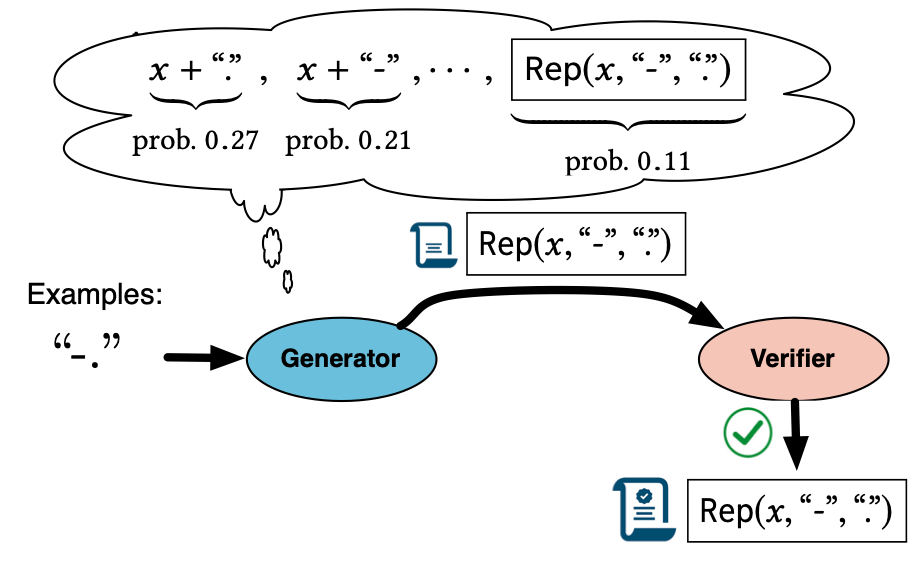 x + “.” , x + “-” , · · · , Rep(x, “-”, “.”)
prob. 0.27 prob. 0.21
prob. 0.11
Rep(x, “-”, “.”)
Examples:
“-.”
Generator
Verifier
Rep(x, “-”, “.”)